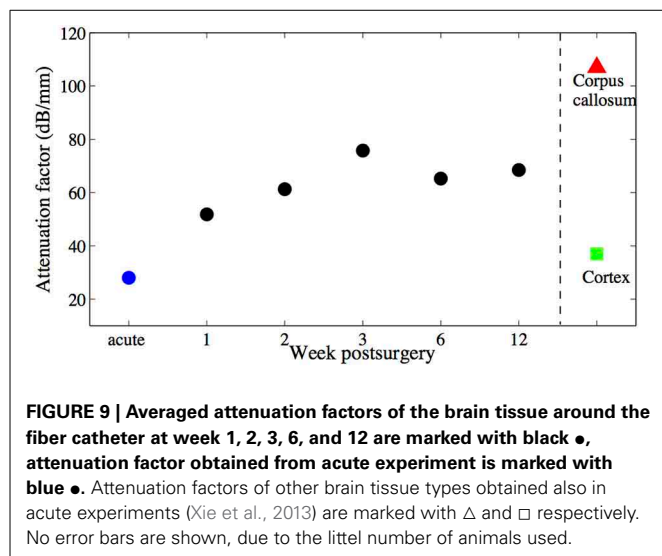 120
100
80
60
40
20
Attenuation factor (dB/mm)
Corpus
callosum
Cortex
acute 1 2 3 6 12
Week postsurgery
FIGURE 9 | Averaged attenuation factors of the brain tissue around the
fiber catheter at week 1, 2, 3, 6, and 12 are marked with black ●,
attenuation factor obtained from acute experiment is marked with
blue ●. Attenuation factors of other brain tissue types obtained also in
acute experiments (Xie et al., 2013) are marked with △ and □ respectively.
No error bars are shown, due to the littel number of animals used.